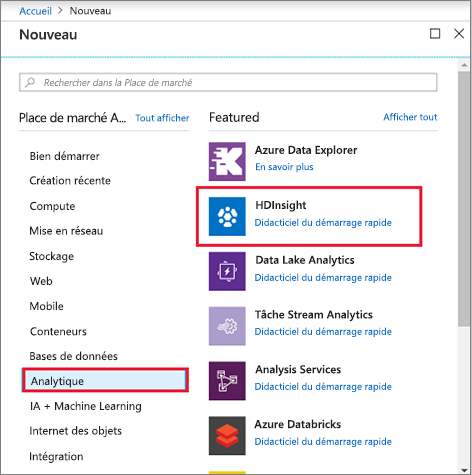 Accueil > Nouveau
Nouveau
Rechercher dans la Place de marché
Place de marché A... Tout afficher
Bien démarrer
Création récente
Compute
Mise en réseau
Stockage
Web
Mobile
Conteneurs
Bases de données
Analytique
IA + Machine Learning
Internet des objets
Intégration
Featured Afficher tout
Azure Data Explorer
En savoir plus
HDInsight
Didacticiel du démarrage rapide
Data Lake Analytics
Didacticiel du démarrage rapide
Tâche Stream Analytics
Didacticiel du démarrage rapide
Analysis Services
Didacticiel du démarrage rapide
Azure Databricks
Didacticiel du démarrage rapide